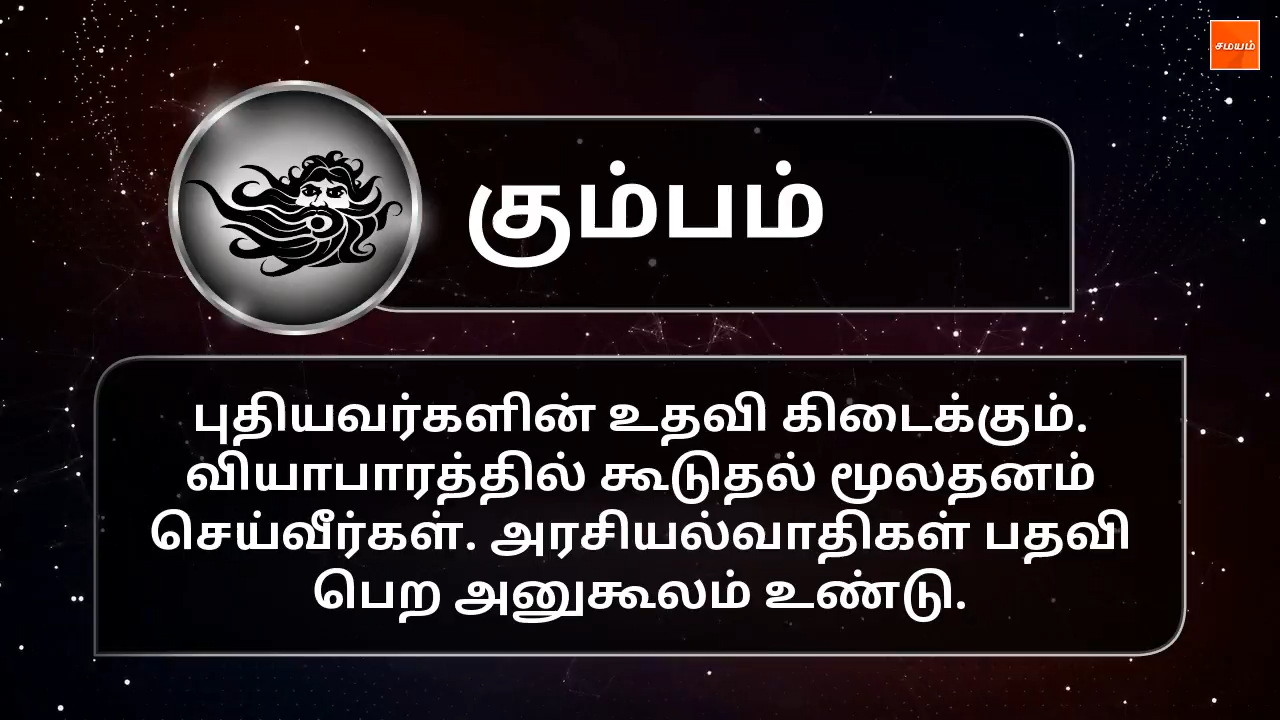 சமயம்
கும்பம்
புதியவர்களின் உதவி கிடைக்கும்.
வியாபாரத்தில் கூடுதல் மூலதனம்
செய்வீர்கள். அரசியல்வாதிகள் பதவி
பெற அனுகூலம் உண்டு.